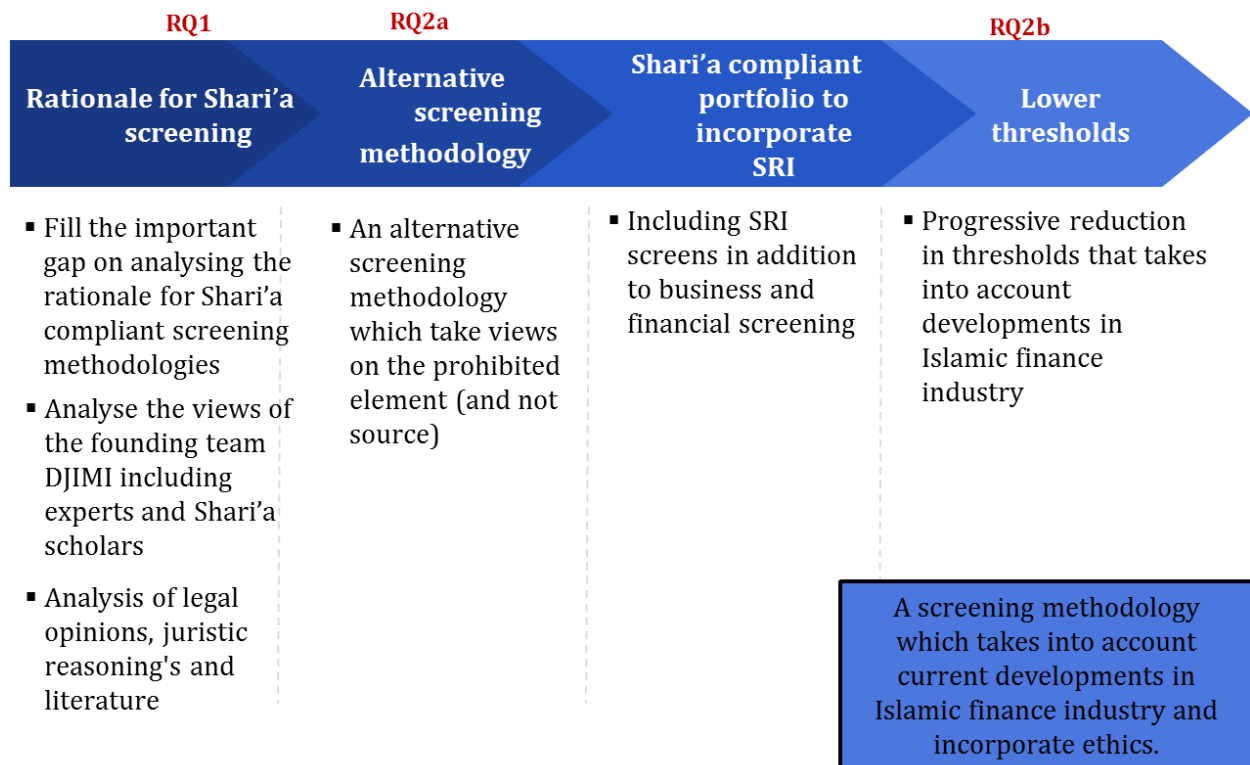 RQ1
RQ2a
RQ2b
Rationale for Shari’a
screening
Alternative
screening
methodology
Shari’a compliant
portfolio to
incorporate
SRI
Lower
thresholds
▪ Fill the important
gap on analysing the
rationale for Shari’a
compliant screening
methodologies
▪ Analyse the views of
the founding team
DJIMI including
experts and Shari’a
scholars
▪ Analysis of legal
opinions, juristic
reasoning's and
literature
▪ An alternative
screening
methodology
which take views
on the prohibited
element (and not
source)
▪ Including SRI
screens in addition
to business and
financial screening
▪ Progressive reduction
in thresholds that takes
into account
developments in
Islamic finance
industry
A screening methodology
which takes into account
current developments in
Islamic finance industry and
incorporate ethics.